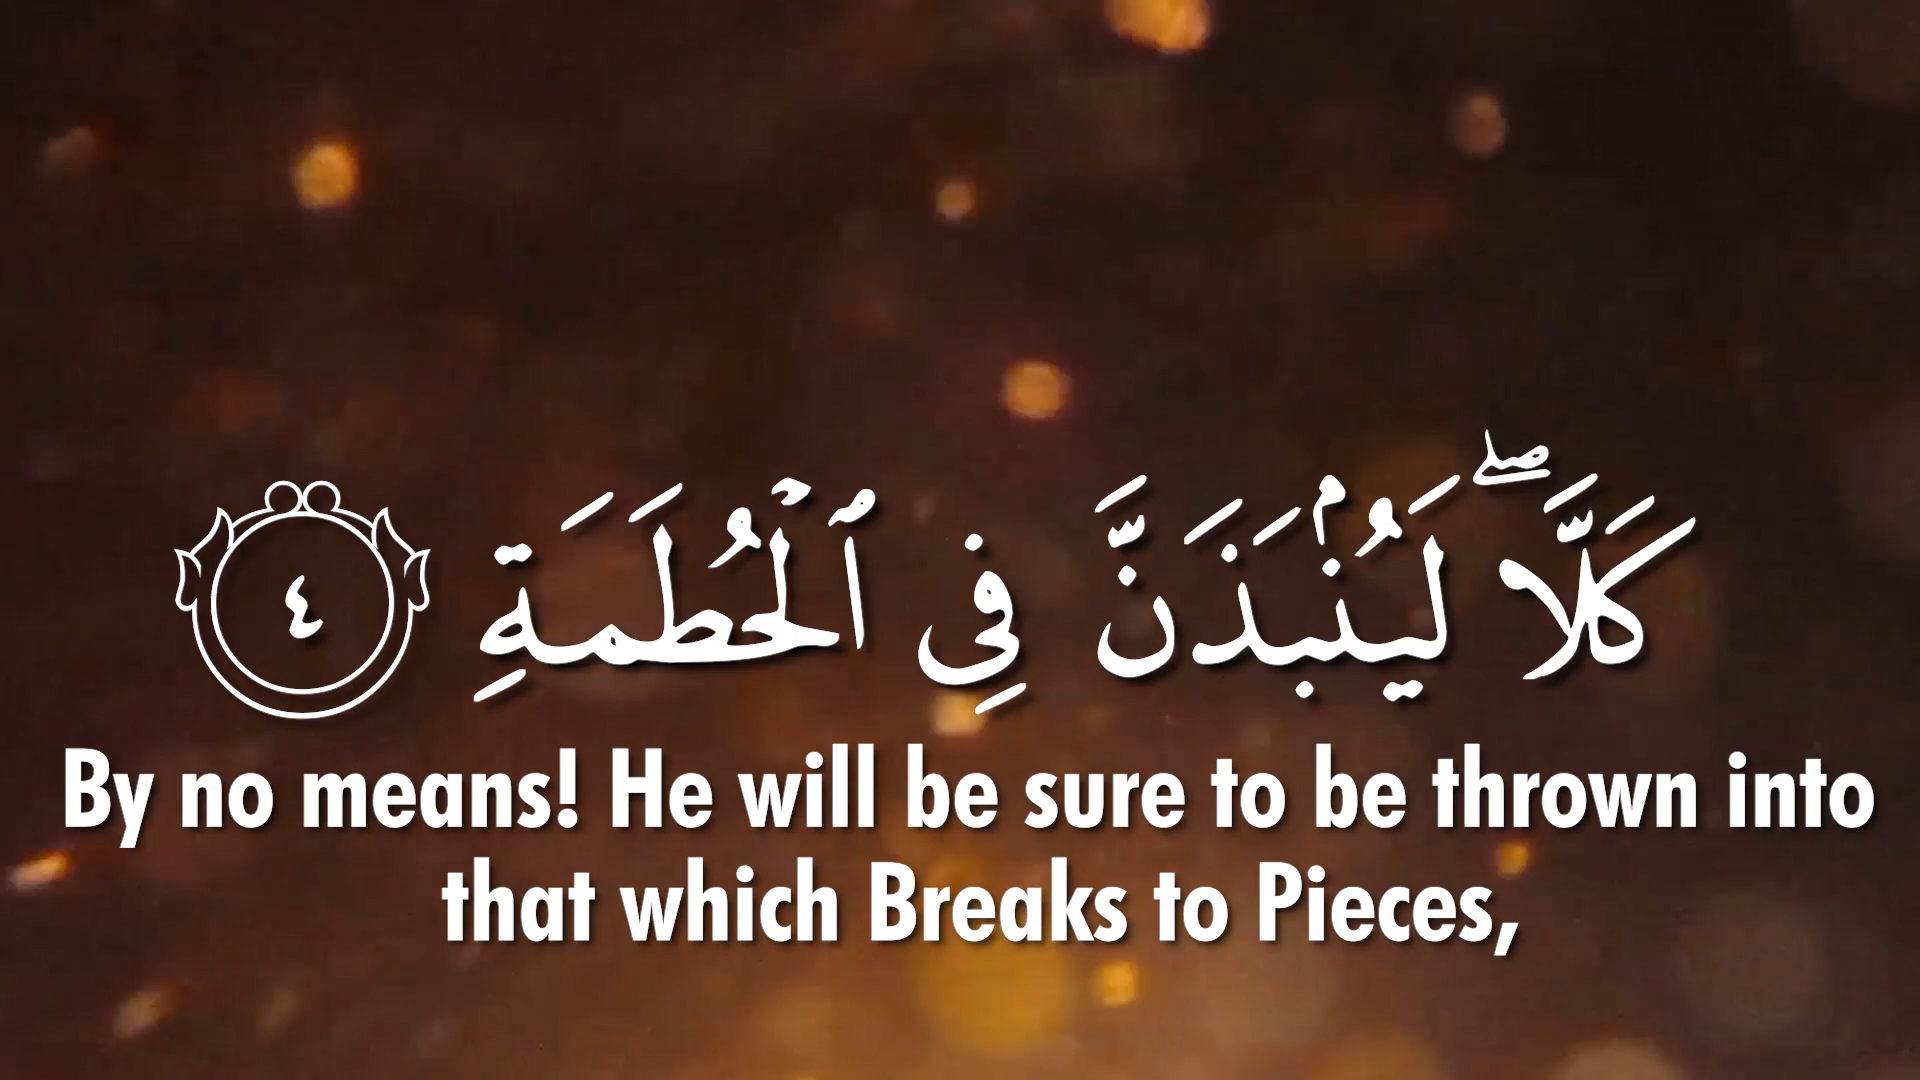 كَلَّاۖ لَيُنۢبَذَنَّ فِى ٱلْحُطَمَةِ ٤
By no means! He will be sure to be thrown into
that which Breaks to Pieces,